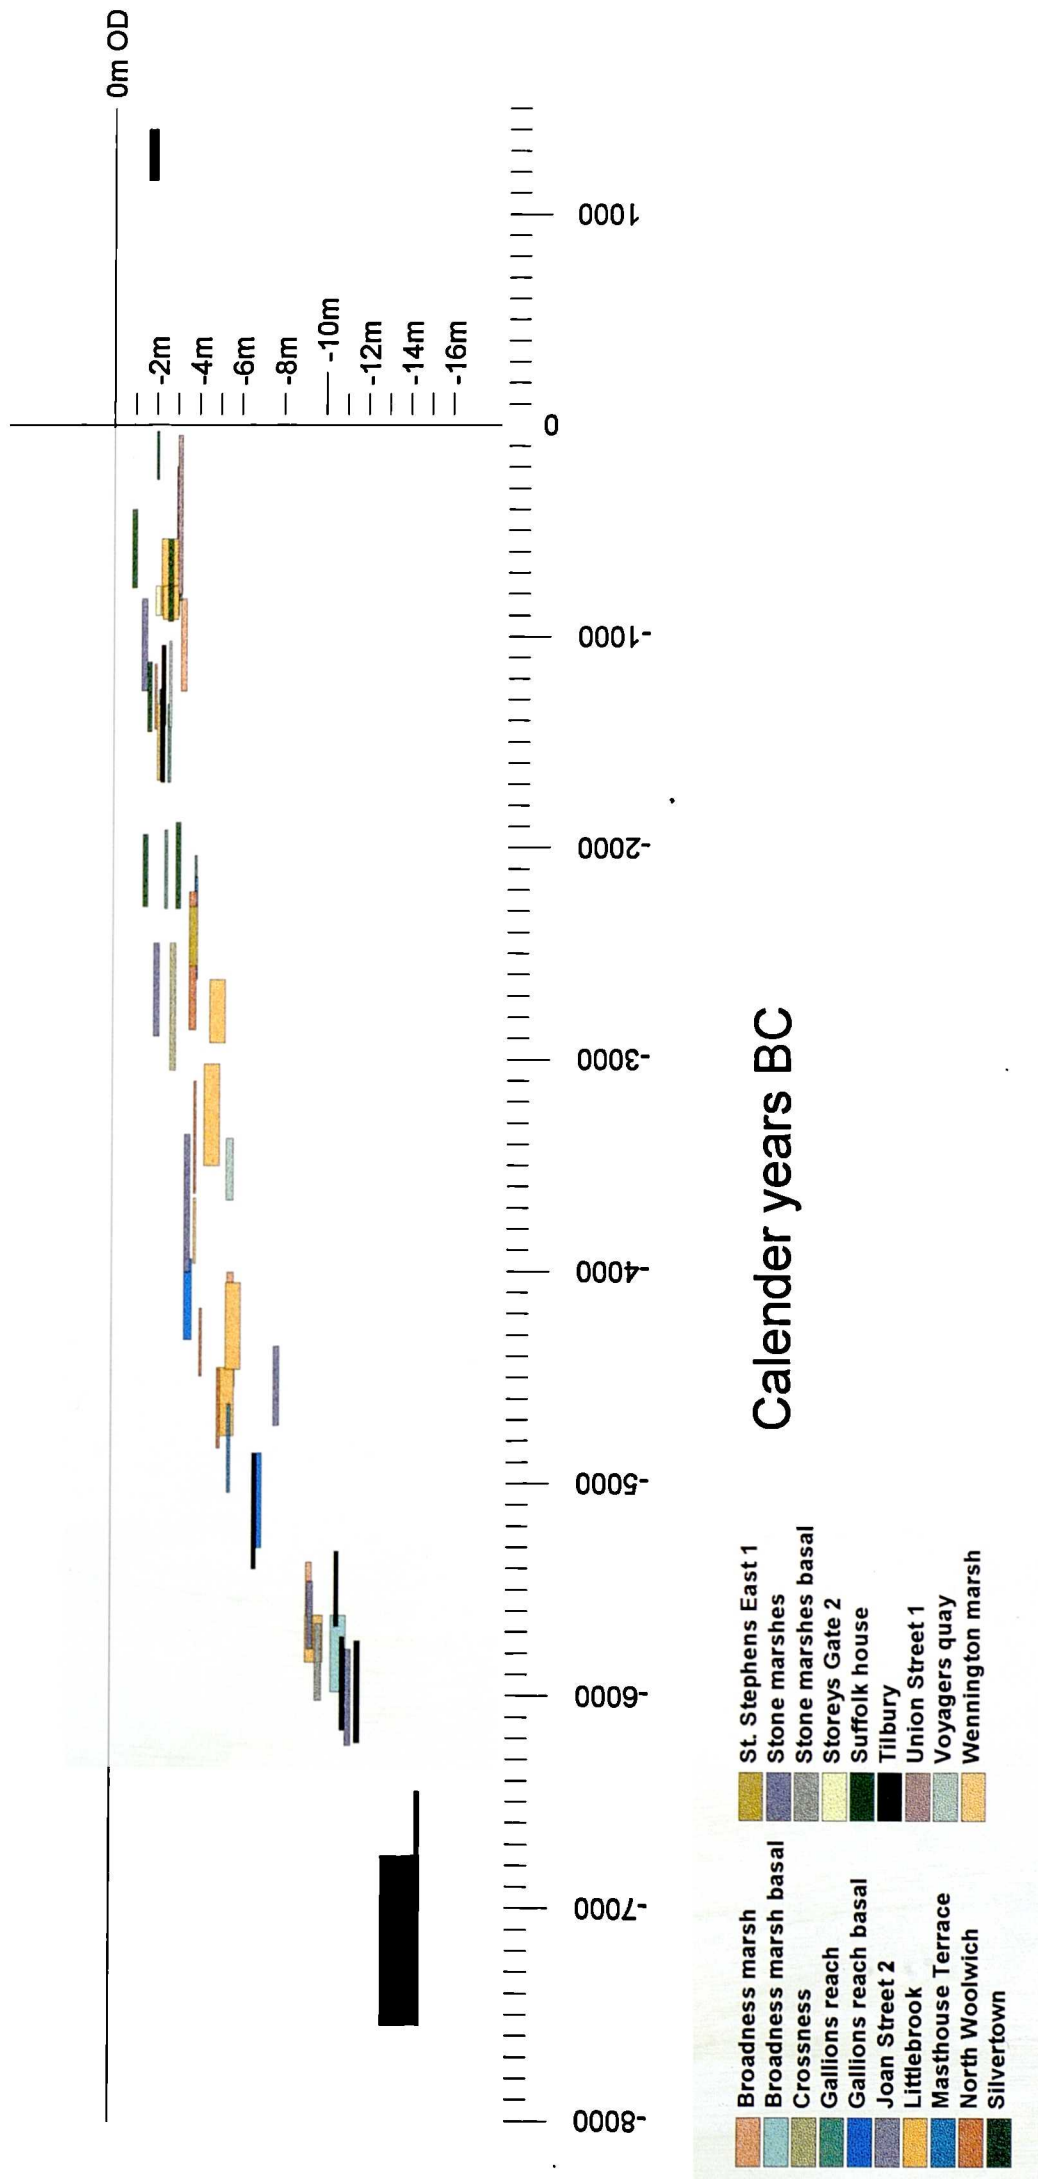 0m OD
-2m
-4m
-6m
-8m
-10m
-12m
-14m
-16m
-8000
-7000
-6000
-5000
-4000
-3000
-2000
-1000
0
1000
Calender years BC
Broadness marsh
Broadness marsh basal
Crossness
Gallions reach
Gallions reach basal
Joan Street 2
Littlebrook
Masthouse Terrace
North Woolwich
Silvertown
St. Stephens East 1
Stone marshes
Stone marshes basal
Storeys Gate 2
Suffolk house
Tilbury
Union Street 1
Voyagers quay
Wennington marsh